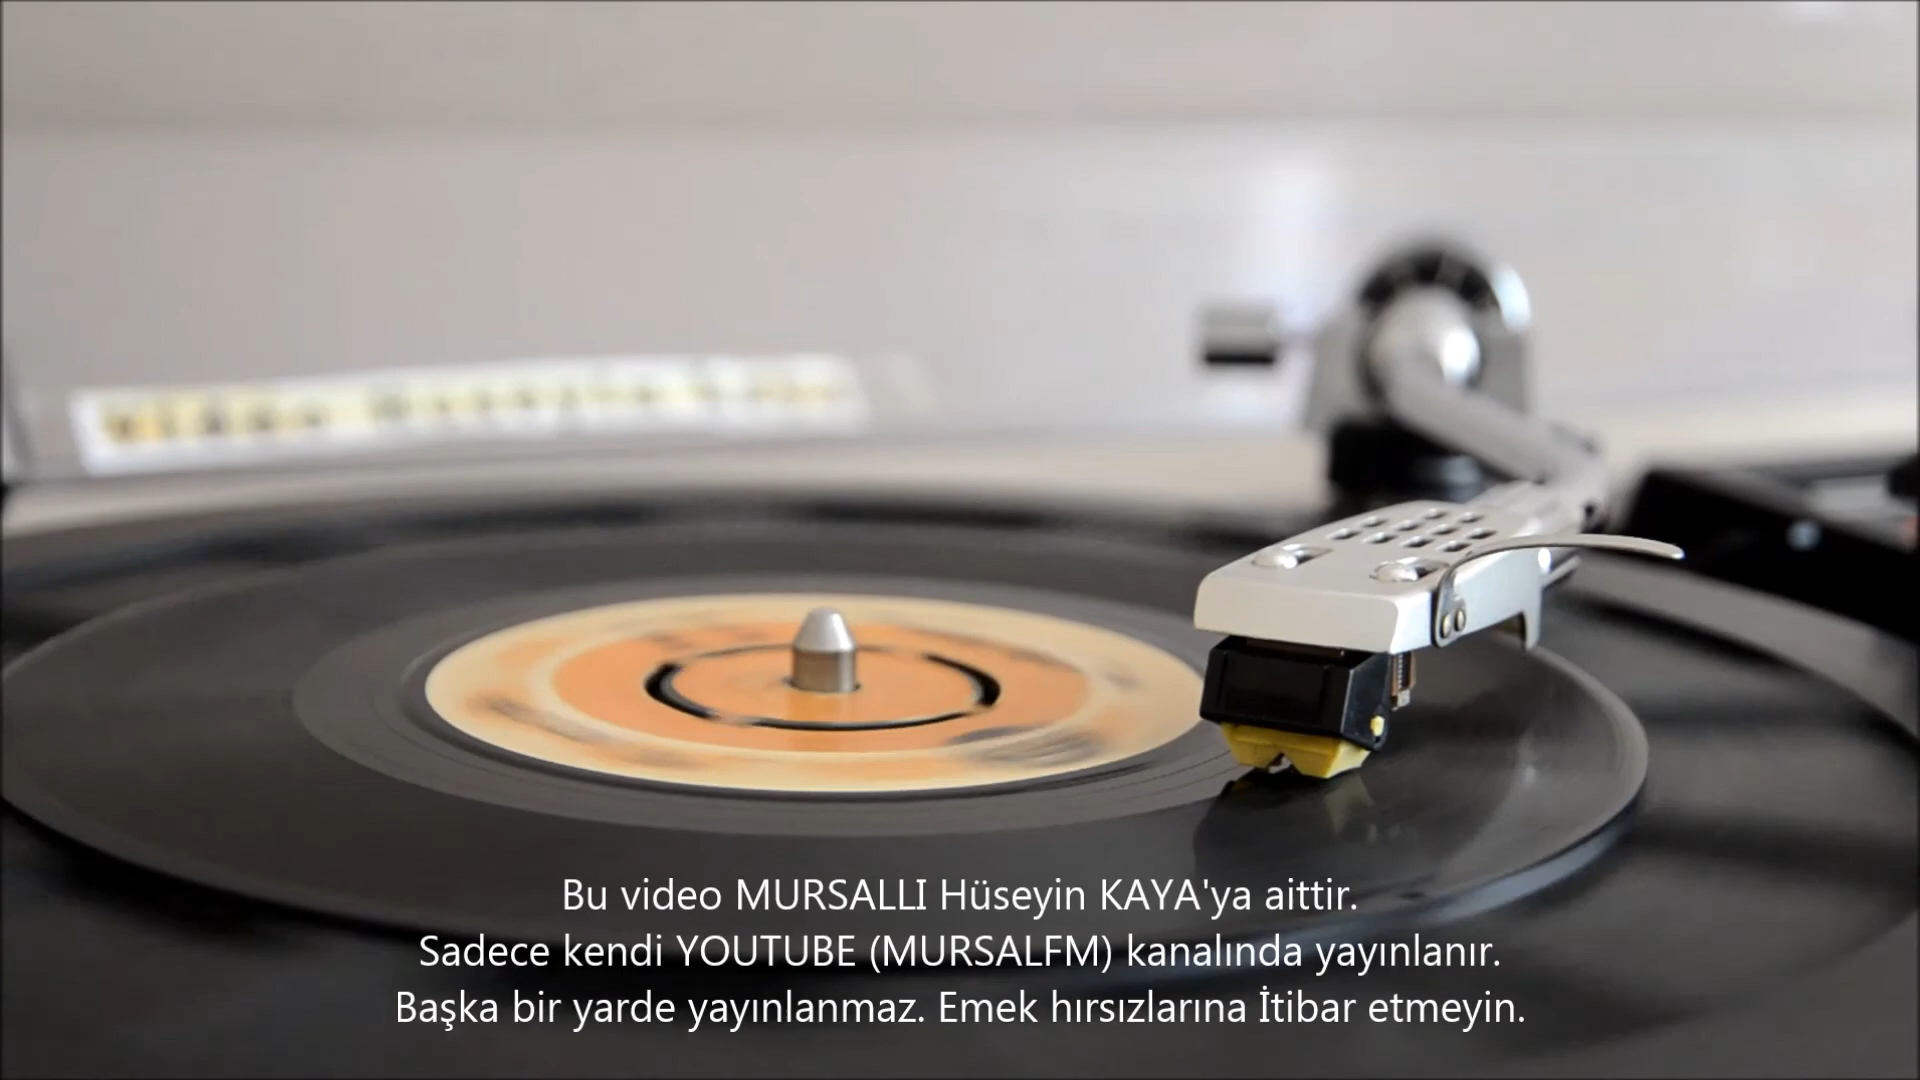 Bu video MURSALLI Hüseyin KAYA'ya aittir.
Sadece kendi YOUTUBE (MURSALFM) kanalında yayınlanır.
Başka bir yarde yayınlanmaz. Emek hırsızlarına İtibar etmeyin.